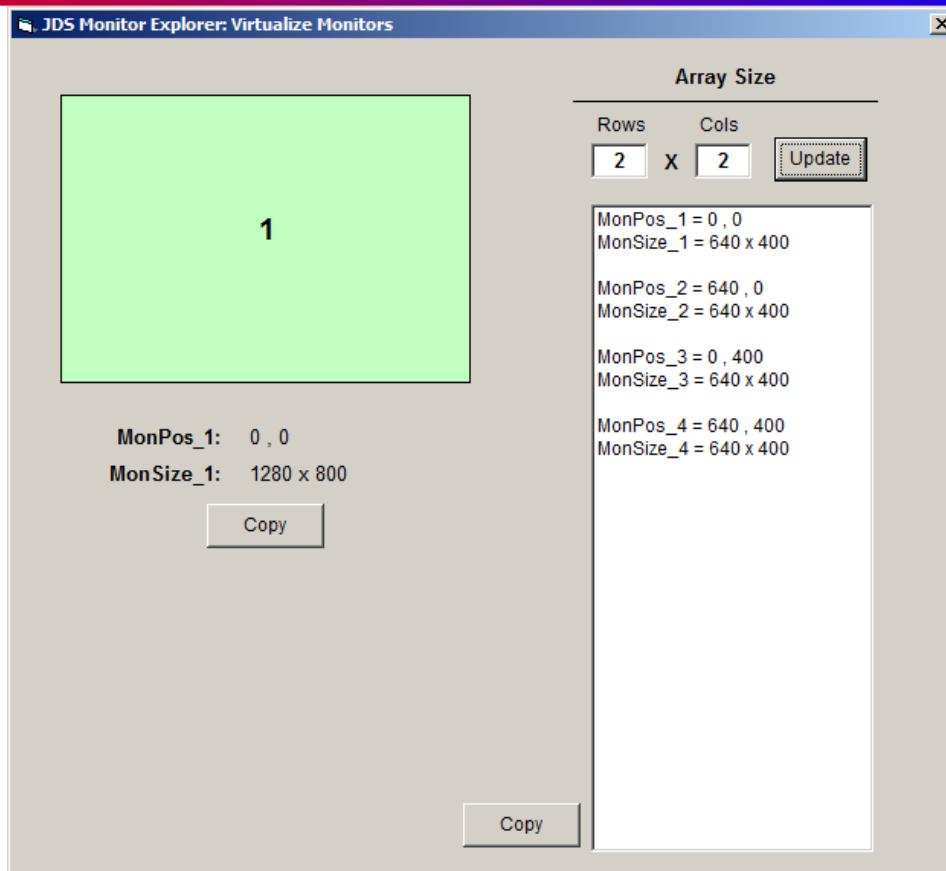 JDS Monitor Explorer: Virtualize Monitors
1
MonPos_1: 0 , 0
MonSize_1: 1280 x 800
Copy
Array Size
Rows Cols
2 X 2 Update
MonPos_1 = 0 , 0
MonSize_1 = 640 x 400
MonPos_2 = 640 , 0
MonSize_2 = 640 x 400
MonPos_3 = 0 , 400
MonSize_3 = 640 x 400
MonPos_4 = 640 , 400
MonSize_4 = 640 x 400
Copy